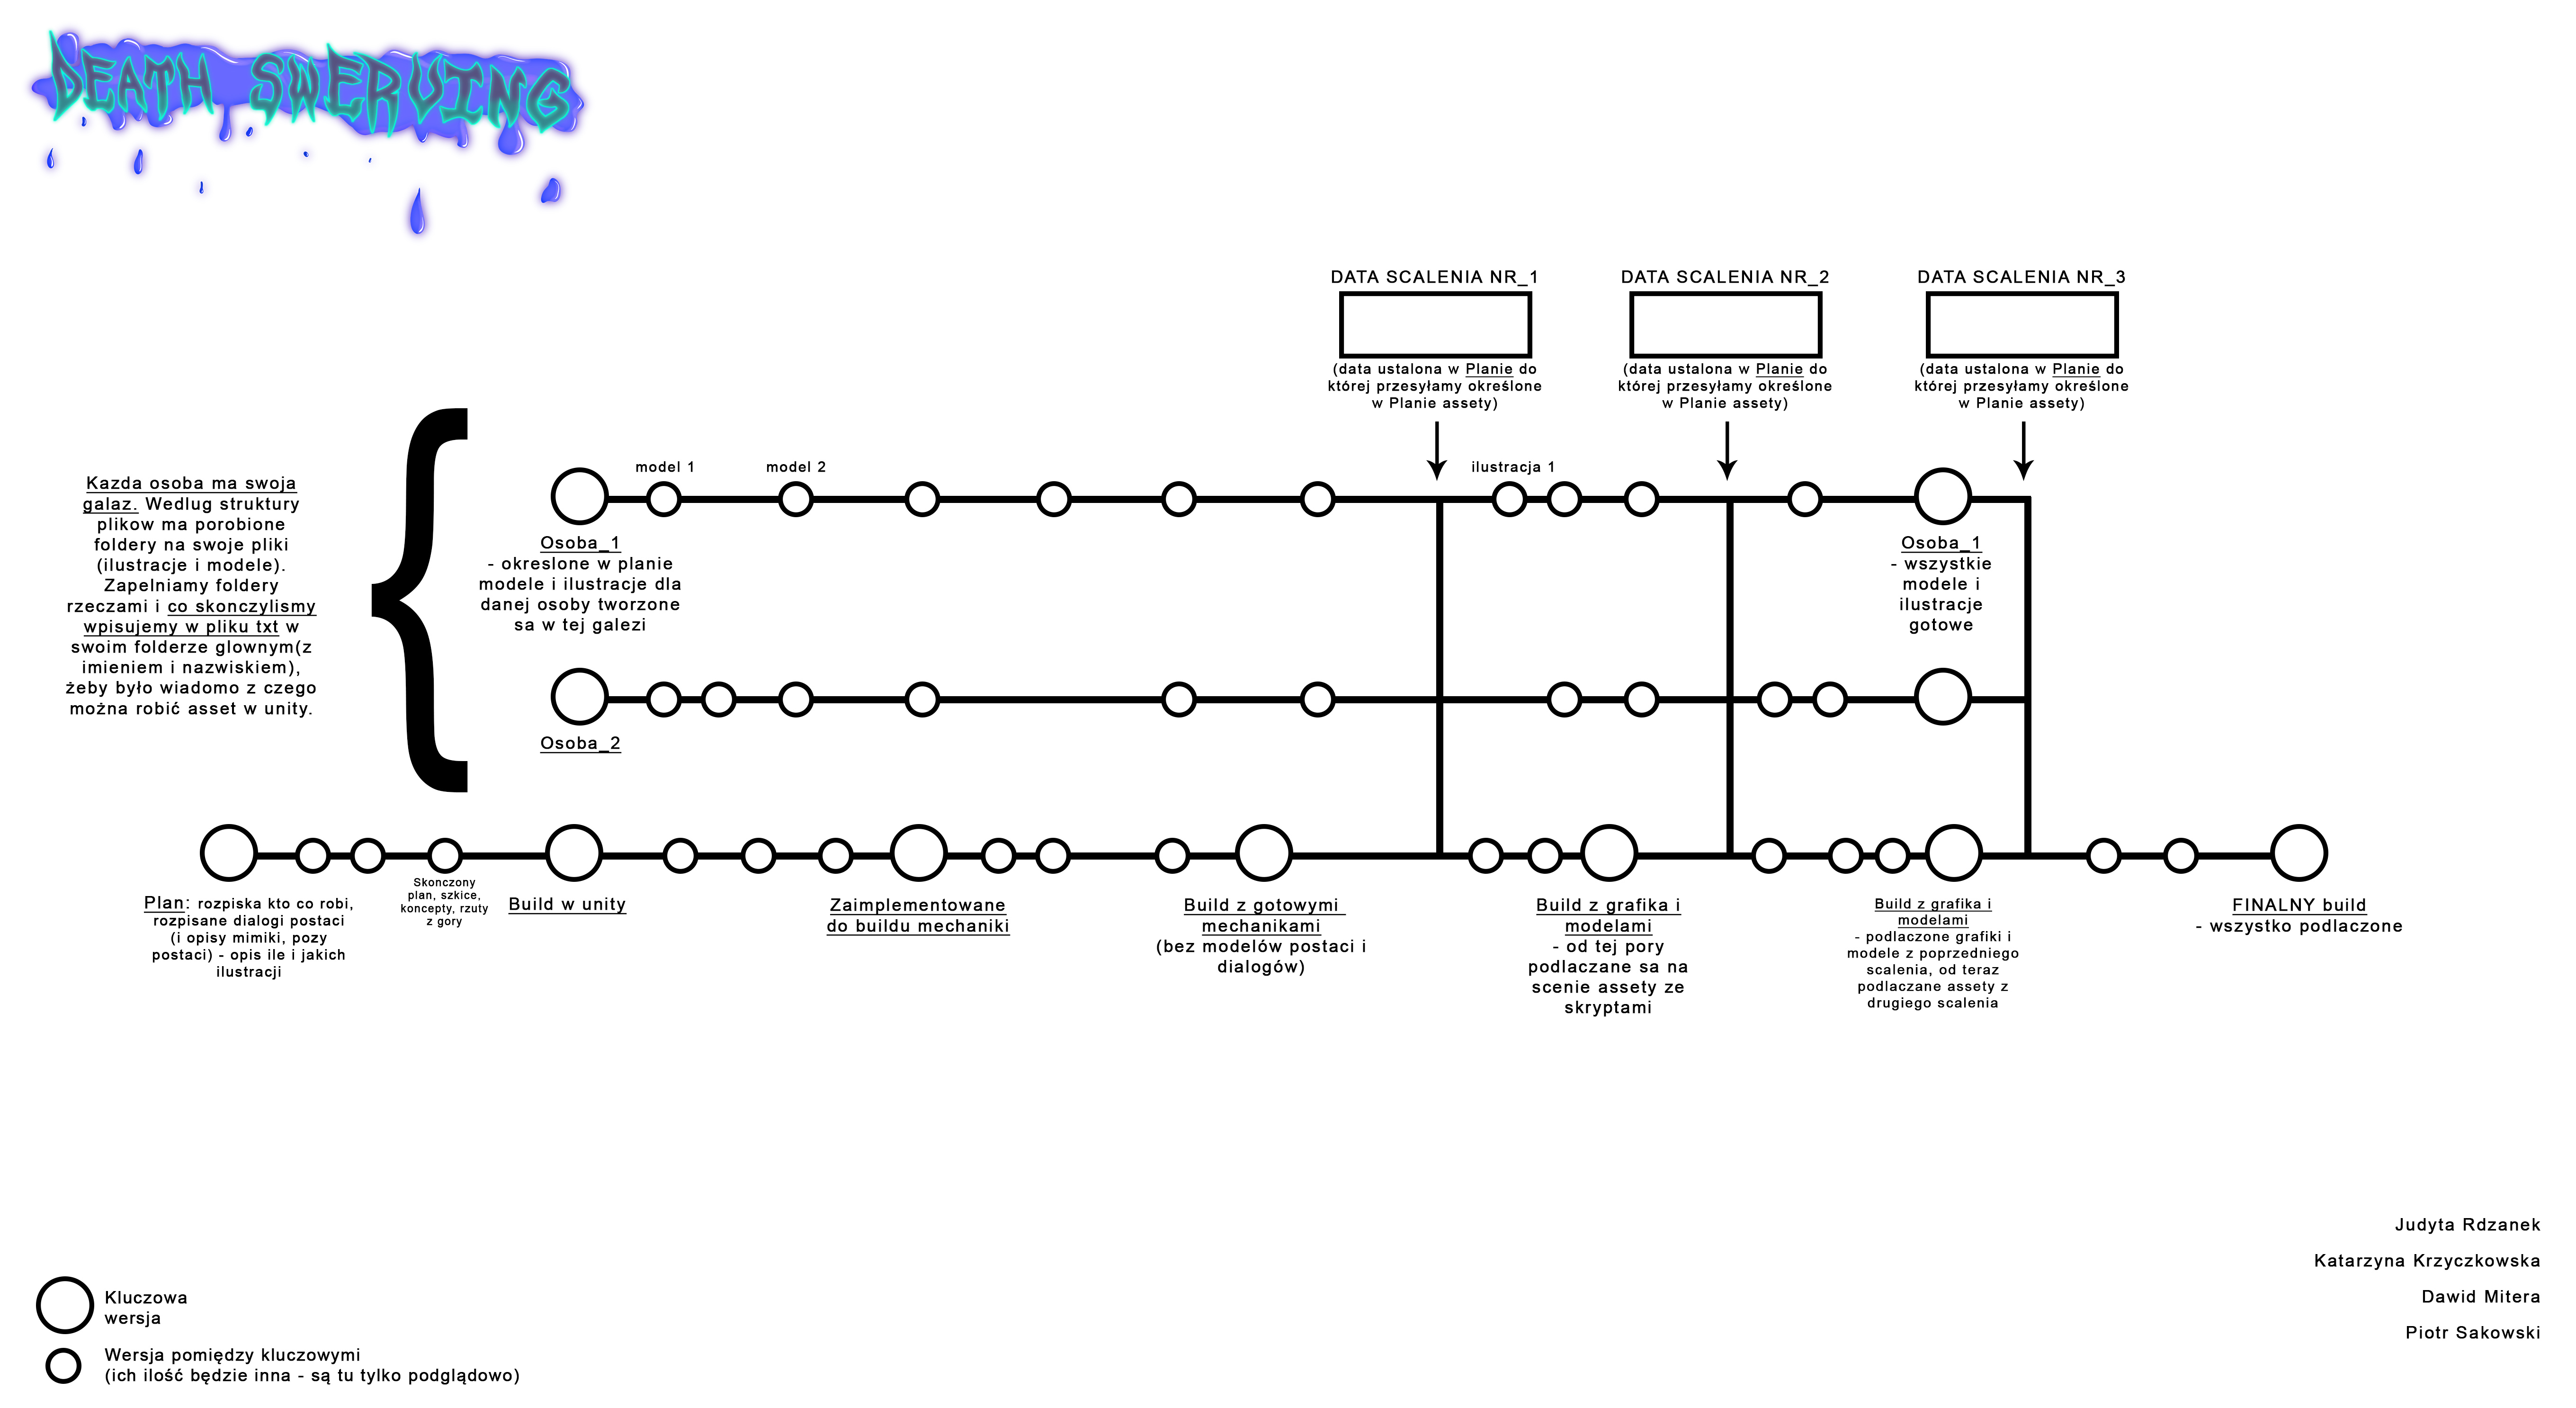 DEATH SWERVING
DATA SCALENIA NR_1
(data ustalona w Planie do
której przesyłamy określone
w Planie assety)
DATA SCALENIA NR_2
(data ustalona w Planie do
której przesyłamy określone
w Planie assety)
DATA SCALENIA NR_3
(data ustalona w Planie do
której przesyłamy określone
w Planie assety)
Kazda osoba ma swoja
galaz. Wedlug struktury
plikow ma porobione
foldery na swoje pliki
(ilustracje i modele).
Zapelniamy foldery
rzeczami i co skonczylismy
wpisujemy w pliku txt w
swoim folderze glownym(z
imieniem i nazwiskiem),
żeby było wiadomo z czego
można robić asset w unity.
model 1
model 2
ilustracja 1
Osoba_1
- okreslone w planie
modele i ilustracje dla
danej osoby tworzone
sa w tej galezi
Osoba_1
- wszystkie
modele i
ilustracje
gotowe
Osoba_2
Plan: rozpiska kto co robi,
rozpisane dialogi postaci
(i opisy mimiki, pozy
postaci) - opis ile i jakich
ilustracji
Skonczony
plan, szkice,
koncepty, rzuty
z gory
Build w unity
Zaimplementowane
do buildu mechaniki
Build z gotowymi
mechanikami
(bez modelów postaci i
dialogów)
Build z grafika i
modelami
- od tej pory
podlaczane sa na
scenie assety ze
skryptami
Build z grafika i
modelami
- podlaczone grafiki i
modele z poprzedniego
scalenia, od teraz
podlaczane assety z
drugiego scalenia
FINALNY build
- wszystko podlaczone
Kluczowa
wersja
Wersja pomiędzy kluczowymi
(ich ilość będzie inna - są tu tylko podglądowo)
Judyta Rdzanek
Katarzyna Krzyczkowska
Dawid Mitera
Piotr Sakowski